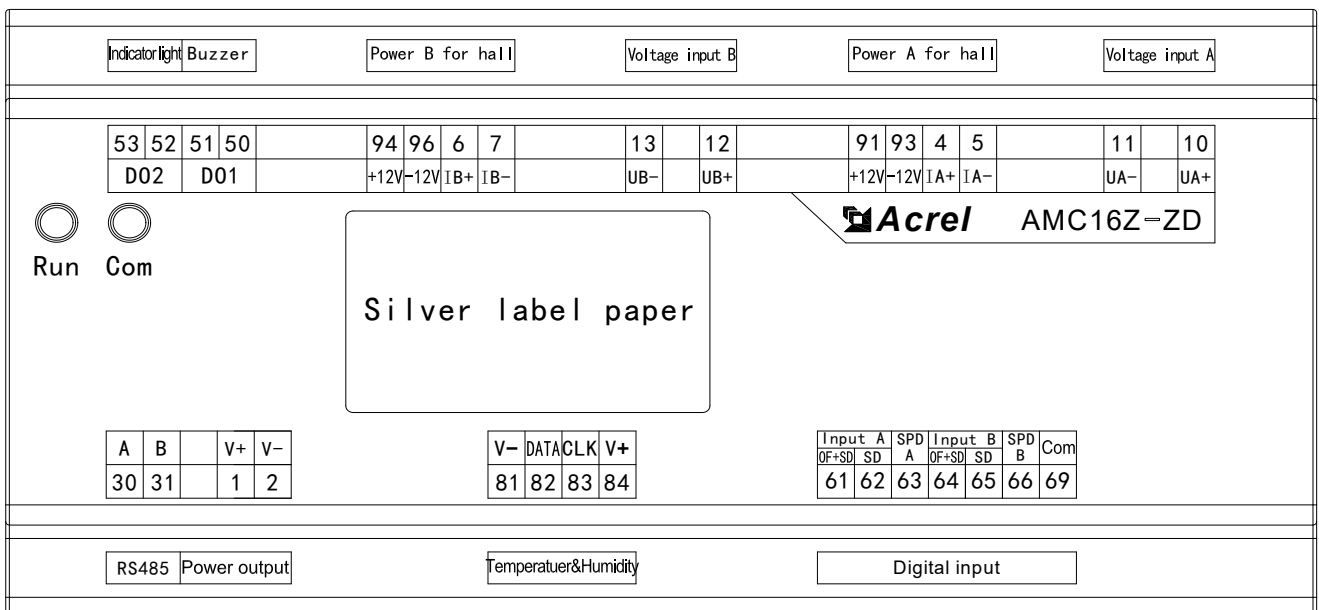 Indicator light Buzzer Power B for hall Voltage input B Power A for hall Voltage input A
53 52 51 50 94 96 6 7 13 12 91 93 4 5 11 10
DO2 DO1 +12V -12V IB+ IB- UB- UB+ +12V -12V IA+ IA- UA- UA+
Acrel AMC16Z-ZD
Run Com
Silver label paper
A B V+ V- V- DATA CLK V+ Input A SPD A Input B SPD B Com
OF+SD SD OF+SD SD
30 31 1 2 81 82 83 84 61 62 63 64 65 66 69
RS485 Power output Temperatuer&Humidity Digital input